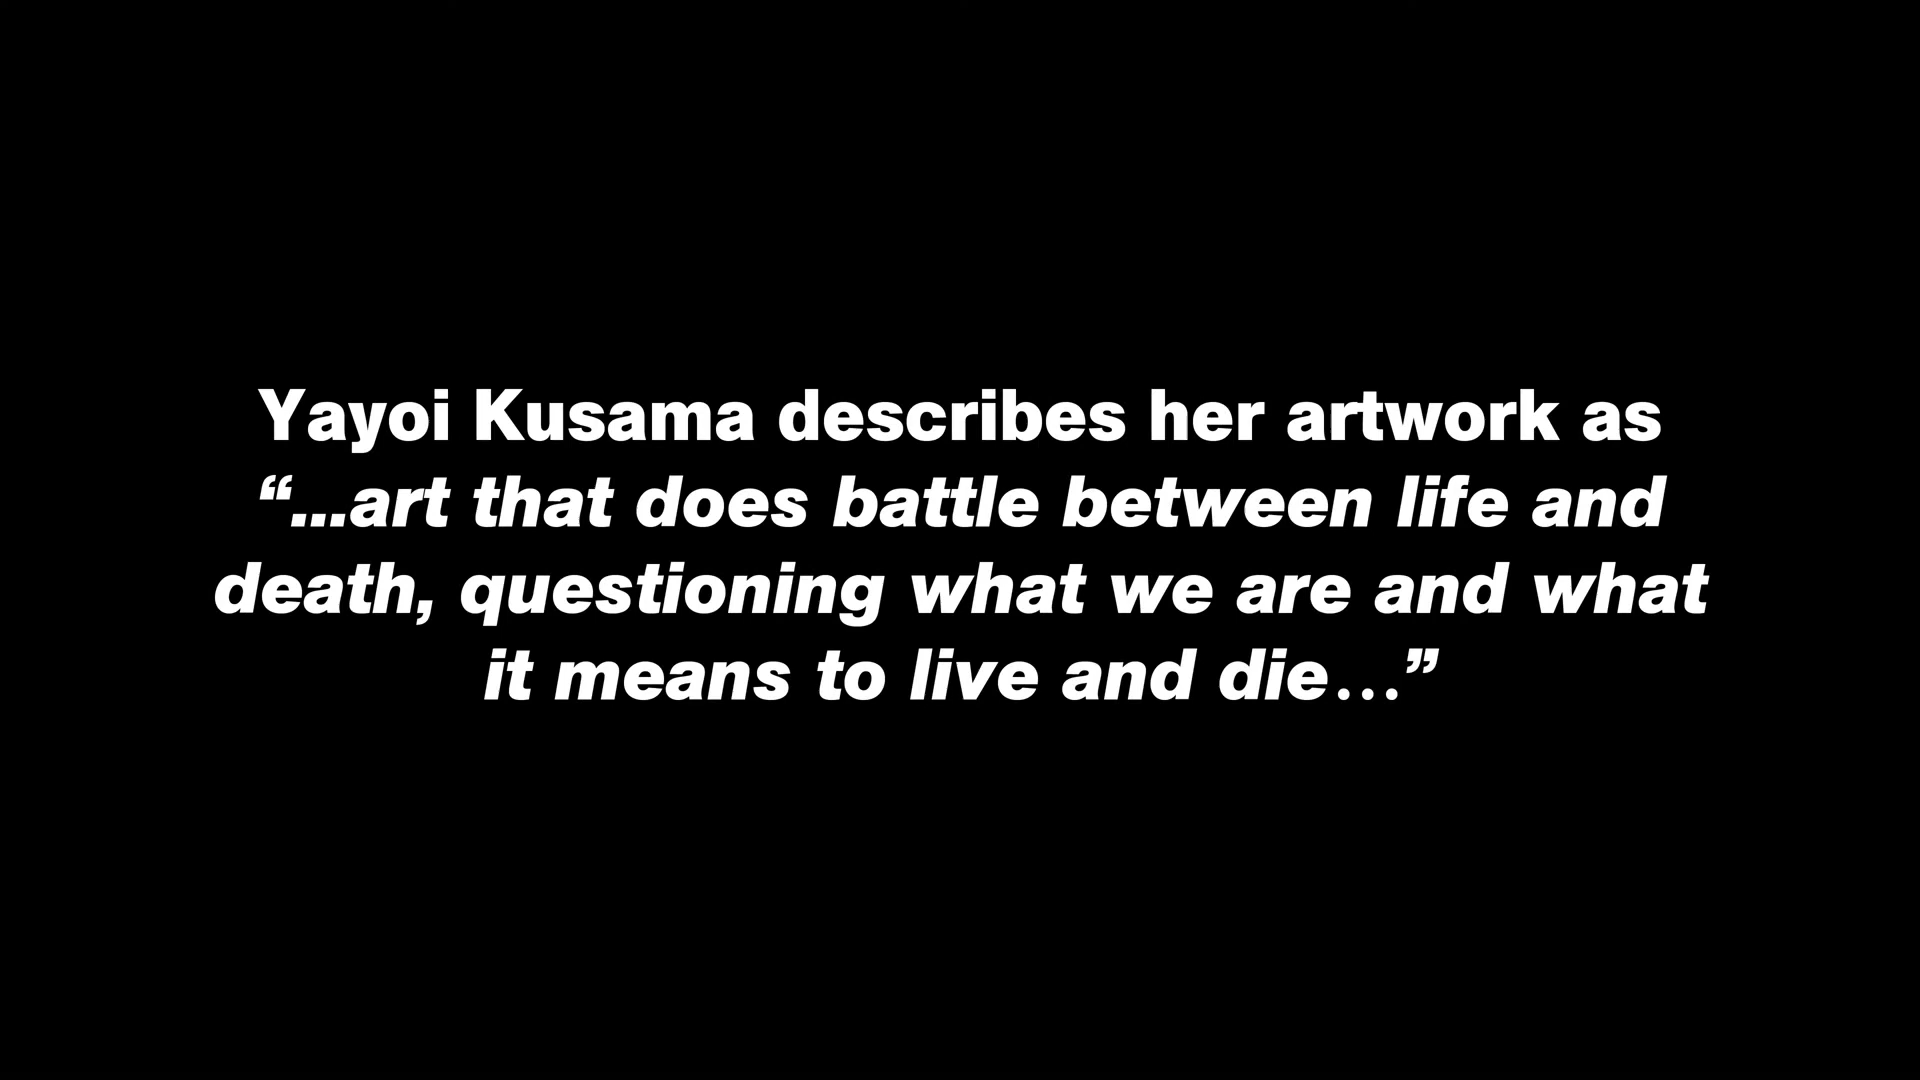 Yayoi Kusama describes her artwork as
“...art that does battle between life and
death, questioning what we are and what
it means to live and die…”